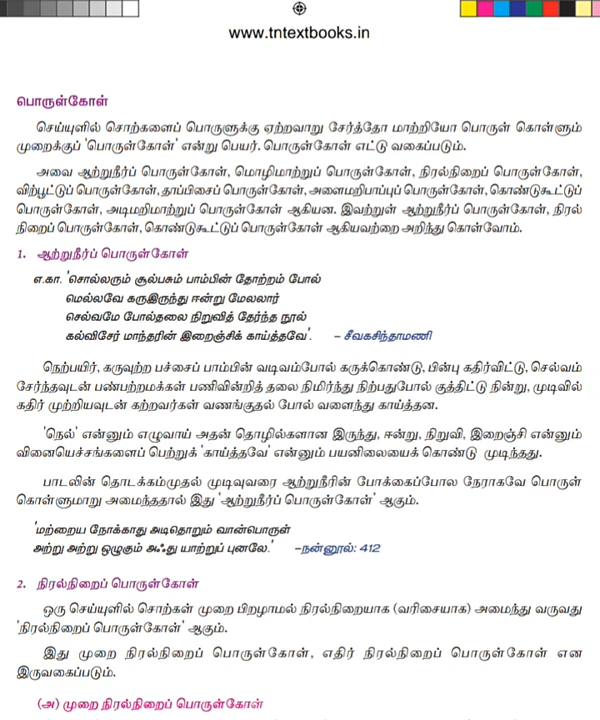 www.tntextbooks.in
பொருள்கோள்
செய்யுளில் சொற்களைப் பொருளுக்கு ஏற்றவாறு சேர்த்தோ மாற்றியோ பொருள் கொள்ளும்
முறைக்குப் 'பொருள்கோள்' என்று பெயர். பொருள்கோள் எட்டு வகைப்படும்.
அவை ஆற்றுநீர்ப் பொருள்கோள், மொழிமாற்றுப் பொருள்கோள், நிரல்நிறைப் பொருள்கோள்,
விற்பூட்டுப் பொருள்கோள், தாப்பிசைப் பொருள்கோள், அளைமறிபாப்புப் பொருள்கோள், கொண்டுகூட்டுப்
பொருள்கோள், அடிமறிமாற்றுப் பொருள்கோள் ஆகியன. இவற்றுள் ஆற்றுநீர்ப் பொருள்கோள், நிரல்
நிறைப் பொருள்கோள், கொண்டுகூட்டுப் பொருள்கோள் ஆகியவற்றை அறிந்து கொள்வோம்.
1. ஆற்றுநீர்ப் பொருள்கோள்
எ.கா. 'சொல்லரும் சூல்பசும் பாம்பின் தோற்றம் போல்
மெல்லவே கருஇருந்து ஈன்று மேலலார்
செல்வமே போல்தலை நிறுவித் தேர்ந்த நூல்
கல்விசேர் மாந்தரின் இறைஞ்சிக் காய்த்தவே'. – சீவகசிந்தாமணி
நெற்பயிர், கருவுற்ற பச்சைப் பாம்பின் வடிவம்போல் கருக்கொண்டு, பின்பு கதிர்விட்டு, செல்வம்
சேர்ந்தவுடன் பண்பற்றமக்கள் பணிவின்றித் தலை நிமிர்ந்து நிற்பதுபோல் குத்திட்டு நின்று, முடிவில்
கதிர் முற்றியவுடன் கற்றவர்கள் வணங்குதல் போல் வளைந்து காய்த்தன.
'நெல்' என்னும் எழுவாய் அதன் தொழில்களான இருந்து, ஈன்று, நிறுவி, இறைஞ்சி என்னும்
வினையெச்சங்களைப் பெற்றுக் 'காய்த்தவே' என்னும் பயனிலையைக் கொண்டு முடிந்தது.
பாடலின் தொடக்கம்முதல் முடிவுவரை ஆற்றுநீரின் போக்கைப்போல நேராகவே பொருள்
கொள்ளுமாறு அமைந்ததால் இது 'ஆற்றுநீர்ப் பொருள்கோள்' ஆகும்.
'மற்றைய நோக்காது அடிதொறும் வான்பொருள்
அற்று அற்று ஒழுகும் அஃது யாற்றுப் புனலே.' –நன்னூல்: 412
2. நிரல்நிறைப் பொருள்கோள்
ஒரு செய்யுளில் சொற்கள் முறை பிறழாமல் நிரல்நிறையாக (வரிசையாக) அமைந்து வருவது
'நிரல்நிறைப் பொருள்கோள்' ஆகும்.
இது முறை நிரல்நிறைப் பொருள்கோள், எதிர் நிரல்நிறைப் பொருள்கோள் என
இருவகைப்படும்.
(அ) முறை நிரல்நிறைப் பொருள்கோள்